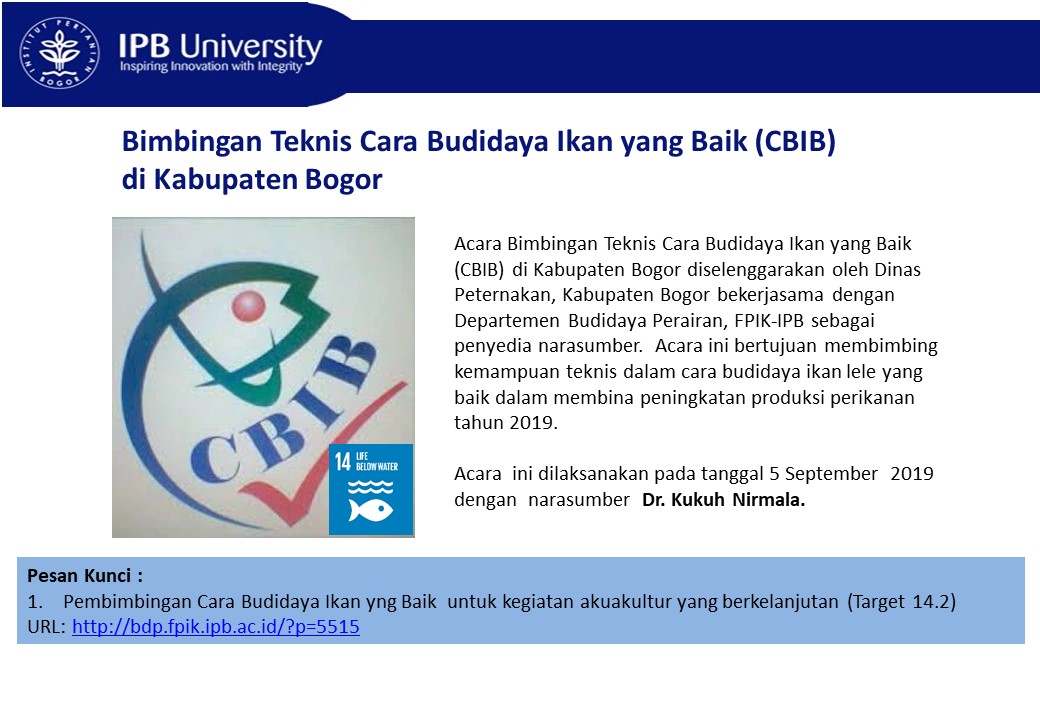 INSTITUT PERTANIAN BOGOR
IPB University
Inspiring Innovation with Integrity
Bimbingan Teknis Cara Budidaya Ikan yang Baik (CBIB)
di Kabupaten Bogor
CBIB
14 LIFE
BELOW WATER
Acara Bimbingan Teknis Cara Budidaya Ikan yang Baik
(CBIB) di Kabupaten Bogor diselenggarakan oleh Dinas
Peternakan, Kabupaten Bogor bekerjasama dengan
Departemen Budidaya Perairan, FPIK-IPB sebagai
penyedia narasumber. Acara ini bertujuan membimbing
kemampuan teknis dalam cara budidaya ikan lele yang
baik dalam membina peningkatan produksi perikanan
tahun 2019.
Acara ini dilaksanakan pada tanggal 5 September 2019
dengan narasumber Dr. Kukuh Nirmala.
Pesan Kunci :
1. Pembimbingan Cara Budidaya Ikan yng Baik untuk kegiatan akuakultur yang berkelanjutan (Target 14.2)
URL: http://bdp.fpik.ipb.ac.id/?p=5515